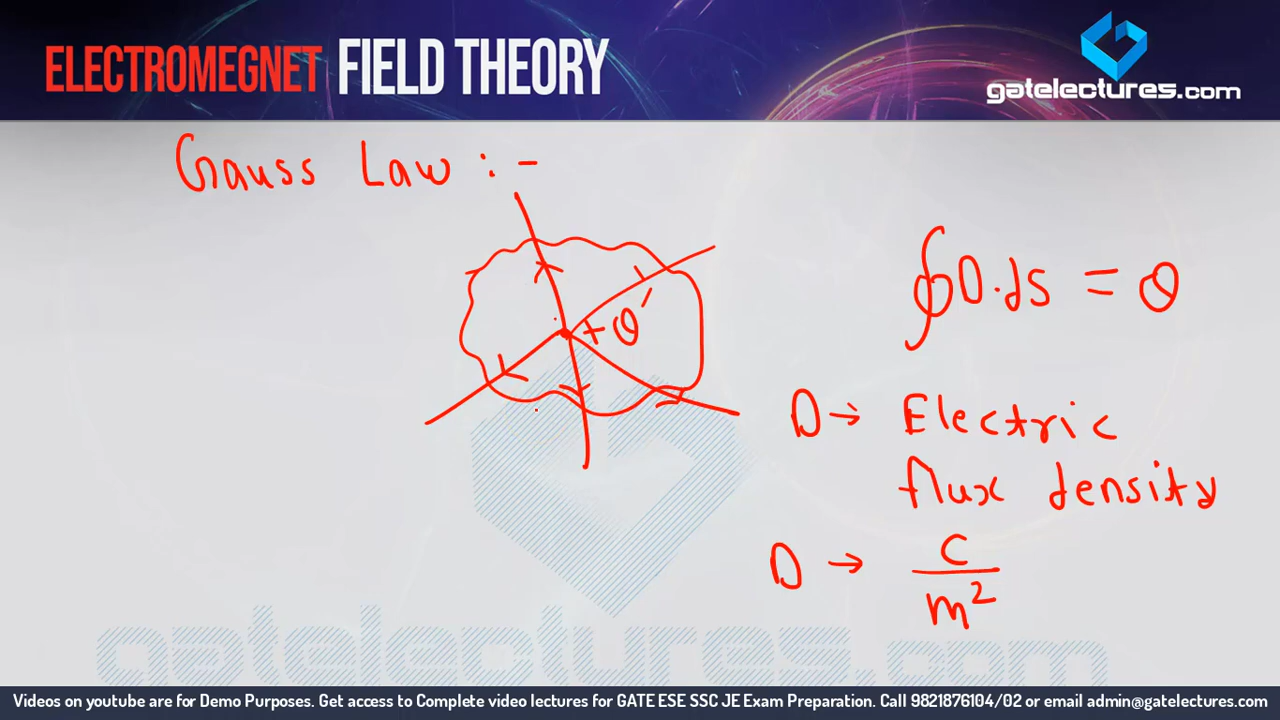 ELECTROMEGNET FIELD THEORY
gatelectures.com
Gauss Law : -
+Q'
∮D.ds = Q
D → Electric
flux density
D → C
m²
gatelectures.com
Videos on youtube are for Demo Purposes. Get access to Complete video lectures for GATE ESE SSC JE Exam Preparation. Call 9821876104/02 or email admin@gatelectures.com